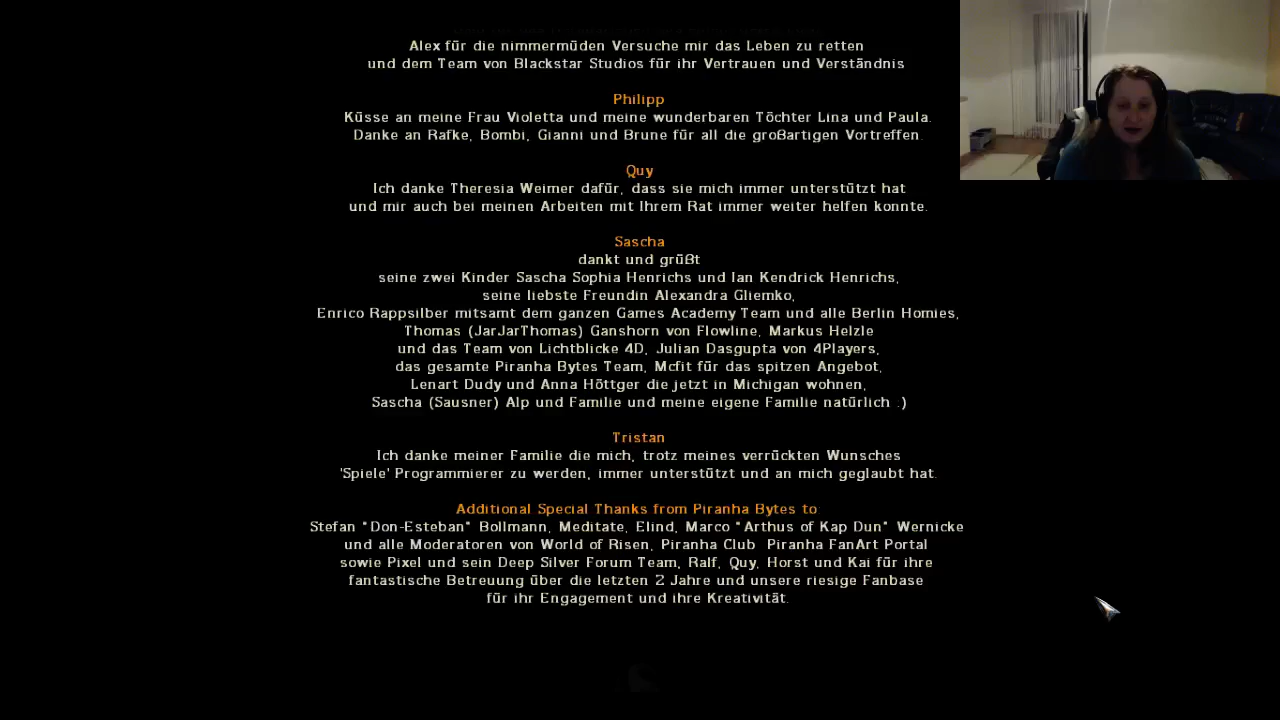 Alex für die nimmermüden Versuche mir das Leben zu retten
und dem Team von Blackstar Studios für ihr Vertrauen und Verständnis
Philipp
Küsse an meine Frau Violetta und meine wunderbaren Töchter Lina und Paula.
Danke an Rafke, Bombi, Gianni und Brune für all die großartigen Vortreffen.
Quy
Ich danke Theresia Weimer dafür, dass sie mich immer unterstützt hat
und mir auch bei meinen Arbeiten mit Ihrem Rat immer weiter helfen konnte.
Sascha
dankt und grüßt
seine zwei Kinder Sascha Sophia Henrichs und Ian Kendrick Henrichs,
seine liebste Freundin Alexandra Gliemko,
Enrico Rappsilber mitsamt dem ganzen Games Academy Team und alle Berlin Homies,
Thomas (JarJarThomas) Ganshorn von Flowline, Markus Helzle
und das Team von Lichtblicke 4D, Julian Dasgupta von 4Players,
das gesamte Piranha Bytes Team, Mcfit für das spitzen Angebot,
Lenart Dudy und Anna Höttger die jetzt in Michigan wohnen,
Sascha (Sausner) Alp und Familie und meine eigene Familie natürlich :)
Tristan
Ich danke meiner Familie die mich, trotz meines verrückten Wunsches
'Spiele' Programmierer zu werden, immer unterstützt und an mich geglaubt hat.
Additional Special Thanks from Piranha Bytes to
Stefan "Don-Esteban" Bollmann, Meditate, Elind, Marco "Arthus of Kap Dun" Wernicke
und alle Moderatoren von World of Risen, Piranha Club Piranha FanArt Portal
sowie Pixel und sein Deep Silver Forum Team, Ralf, Quy, Horst und Kai für ihre
fantastische Betreuung über die letzten 2 Jahre und unsere riesige Fanbase
für ihr Engagement und ihre Kreativität.